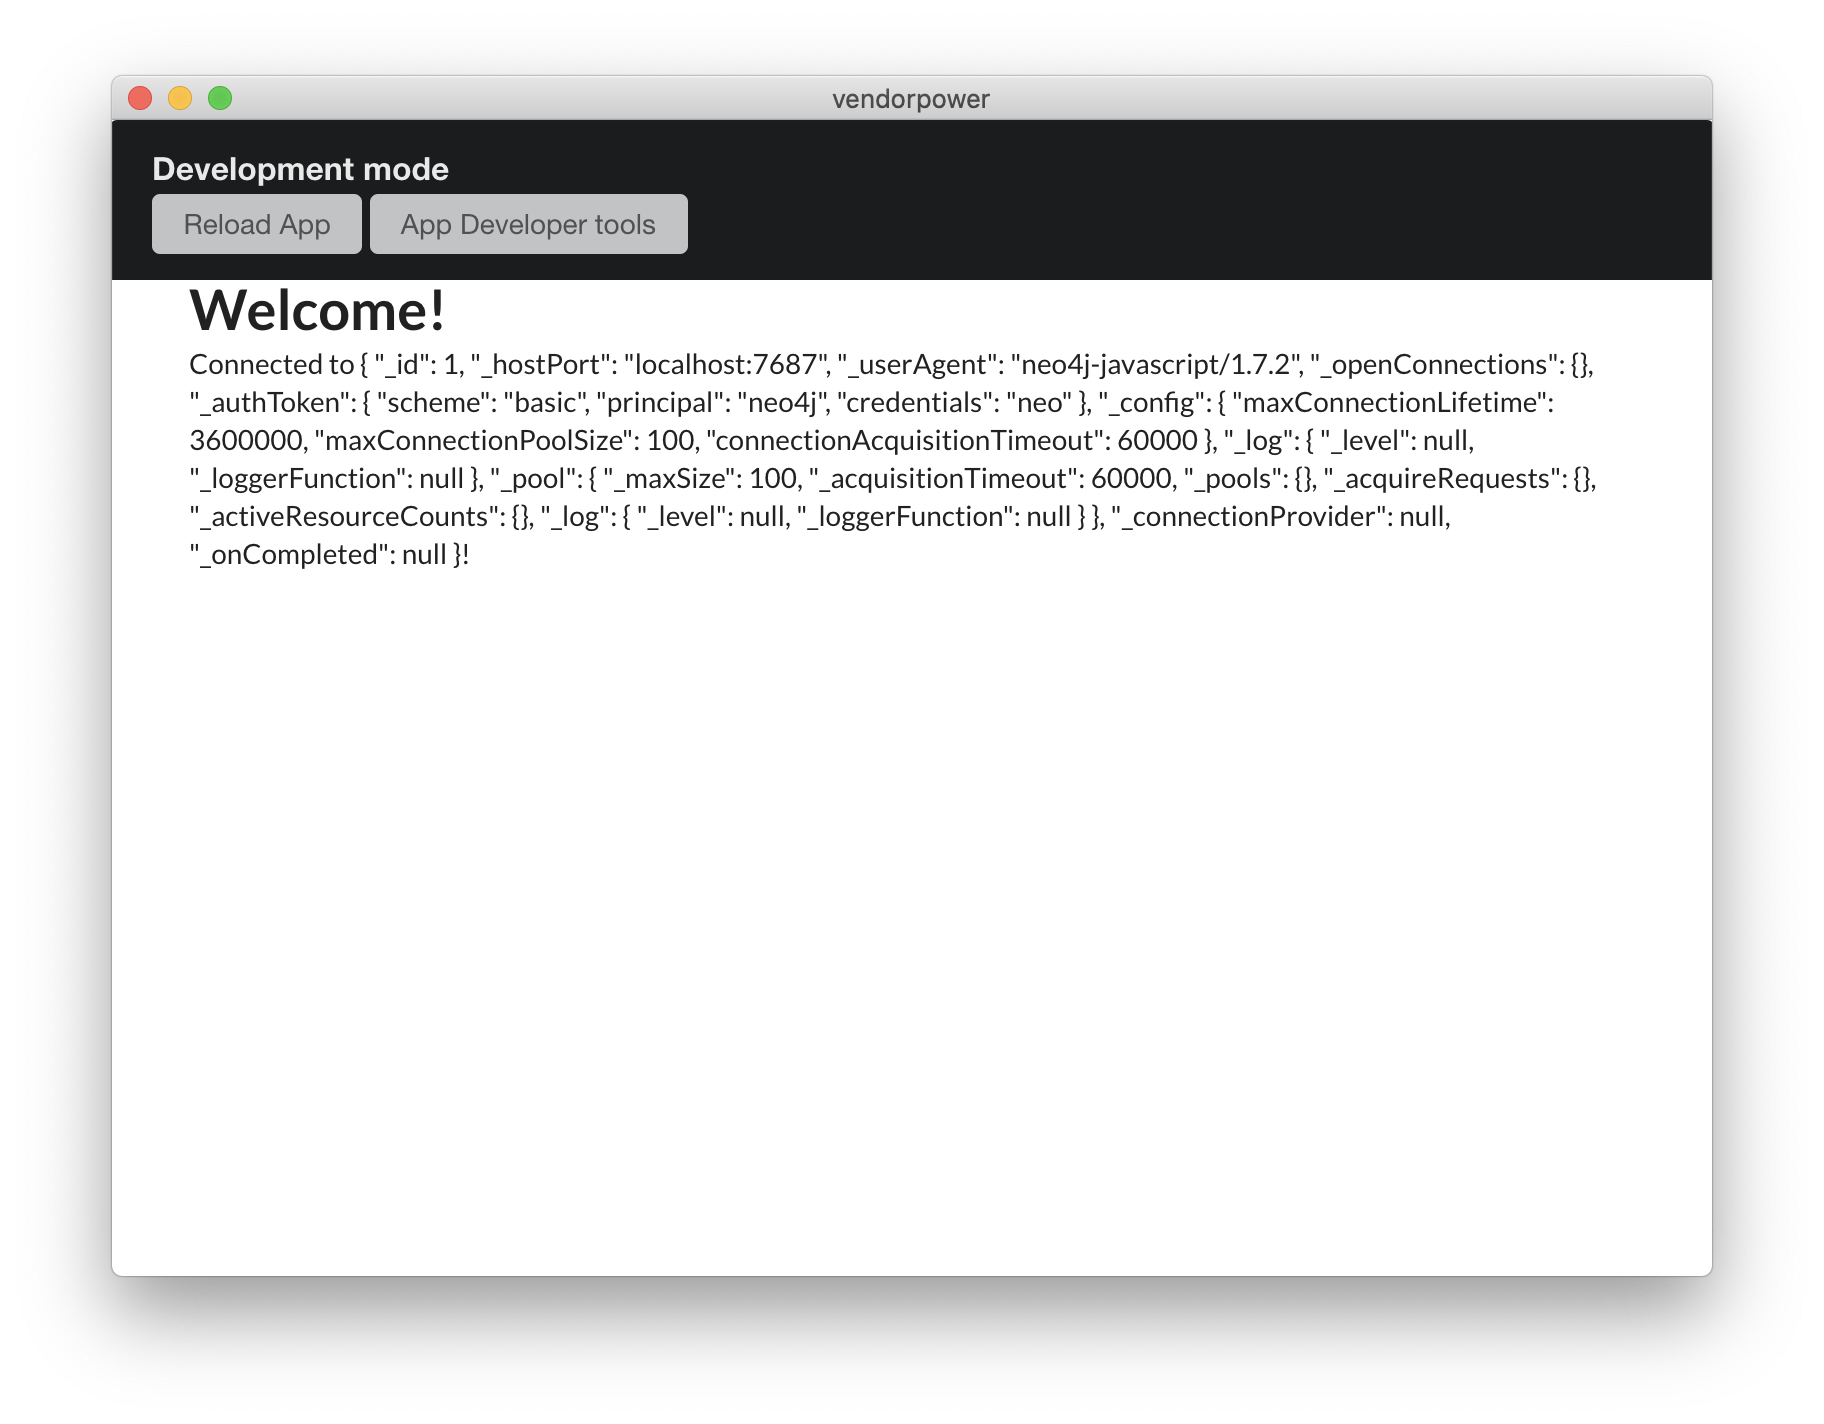 vendorpower
Development mode
Reload App App Developer tools
Welcome!
Connected to { "_id": 1, "_hostPort": "localhost:7687", "_userAgent": "neo4j-javascript/1.7.2", "_openConnections": {},
"_authToken": { "scheme": "basic", "principal": "neo4j", "credentials": "neo" }, "_config": { "maxConnectionLifetime":
3600000, "maxConnectionPoolSize": 100, "connectionAcquisitionTimeout": 60000 }, "_log": { "_level": null,
"_loggerFunction": null }, "_pool": { "_maxSize": 100, "_acquisitionTimeout": 60000, "_pools": {}, "_acquireRequests": {},
"_activeResourceCounts": {}, "_log": { "_level": null, "_loggerFunction": null } }, "_connectionProvider": null,
"_onCompleted": null }!